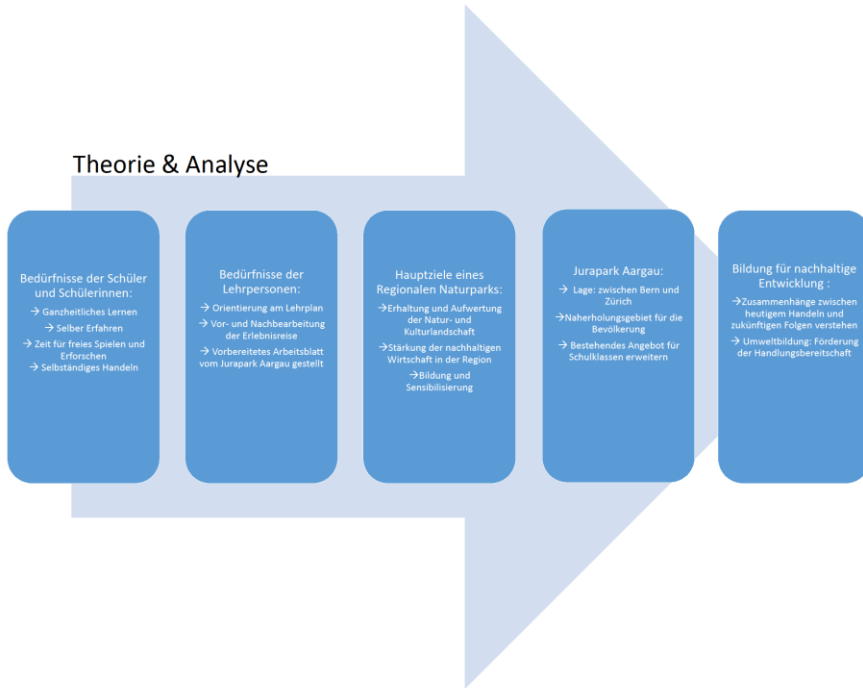 Theorie & Analyse
Bedürfnisse der Schüler
und Schülerinnen:
→ Ganzheitliches Lernen
→ Selber Erfahren
→ Zeit für freies Spielen und
Erforschen
→ Selbständiges Handeln
Bedürfnisse der
Lehrpersonen:
→ Orientierung am Lehrplan
→ Vor- und Nachbearbeitung
der Erlebnisreise
→ Vorbereitetes Arbeitsblatt
vom Jurapark Aargau gestellt
Hauptziele eines
Regionalen Naturparks:
→Erhaltung und Aufwertung
der Natur- und
Kulturlandschaft
→Stärkung der nachhaltigen
Wirtschaft in der Region
→Bildung und
Sensibilisierung
Jurapark Aargau:
→ Lage: zwischen Bern und
Zürich
→Naherholungsgebiet für die
Bevölkerung
→ Bestehendes Angebot für
Schulklassen erweitern
Bildung für nachhaltige
Entwicklung :
→Zusammenhänge zwischen
heutigem Handeln und
zukünftigen Folgen verstehen
→ Umweltbildung: Förderung
der Handlungsbereitschaft